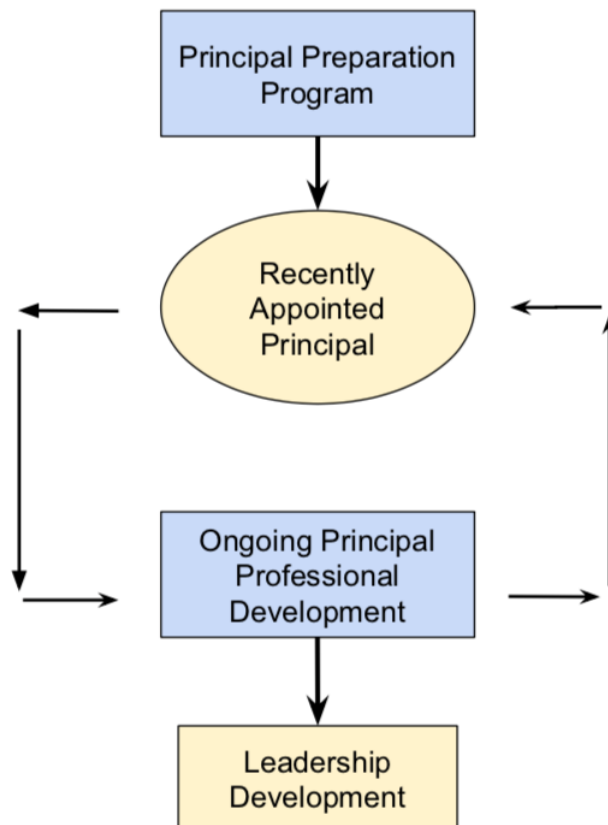 Principal Preparation
Program
Recently
Appointed
Principal
Ongoing Principal
Professional
Development
Leadership
Development